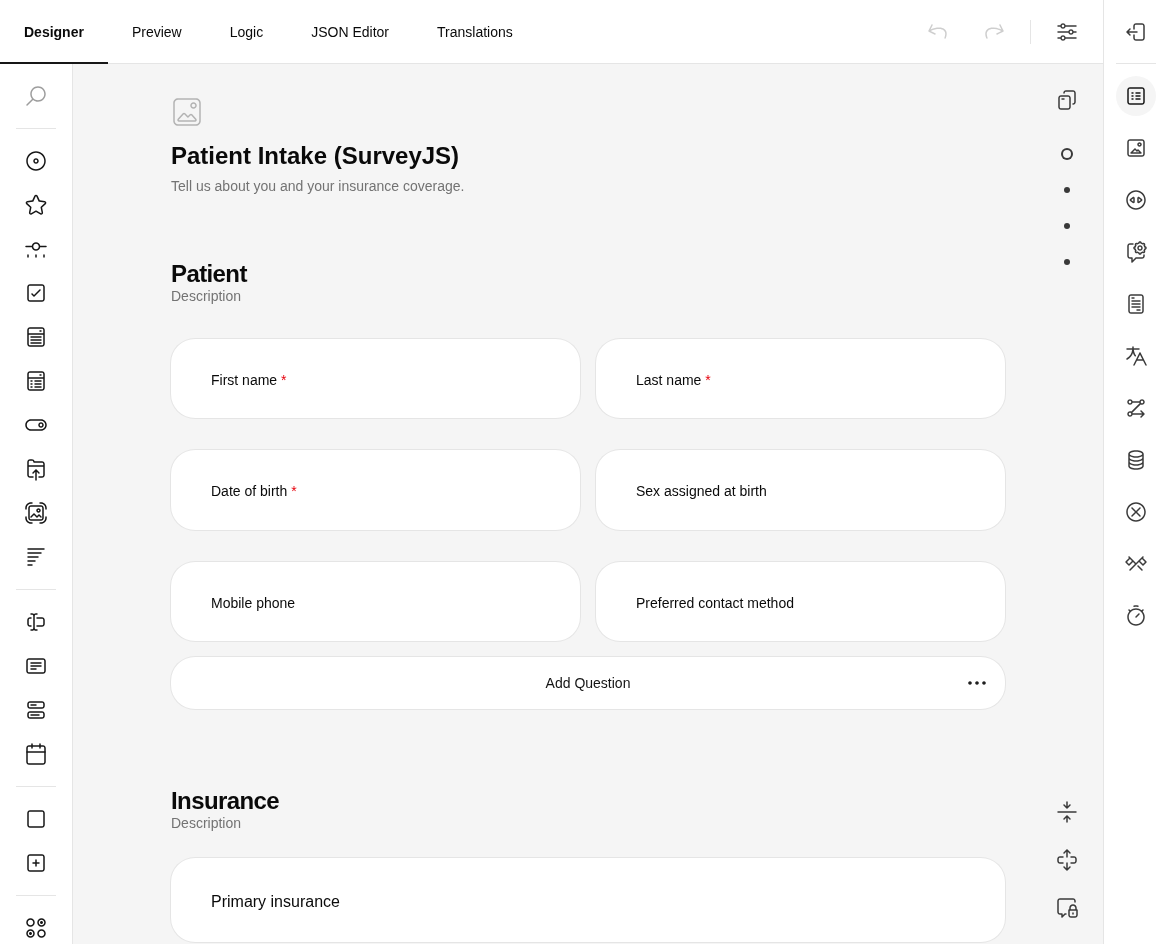 Designer
Preview
Logic
JSON Editor
Translations
Patient Intake (SurveyJS)
Tell us about you and your insurance coverage.
Patient
Description
First name *
Last name *
Date of birth *
Sex assigned at birth
Mobile phone
Preferred contact method
Add Question
Insurance
Description
Primary insurance